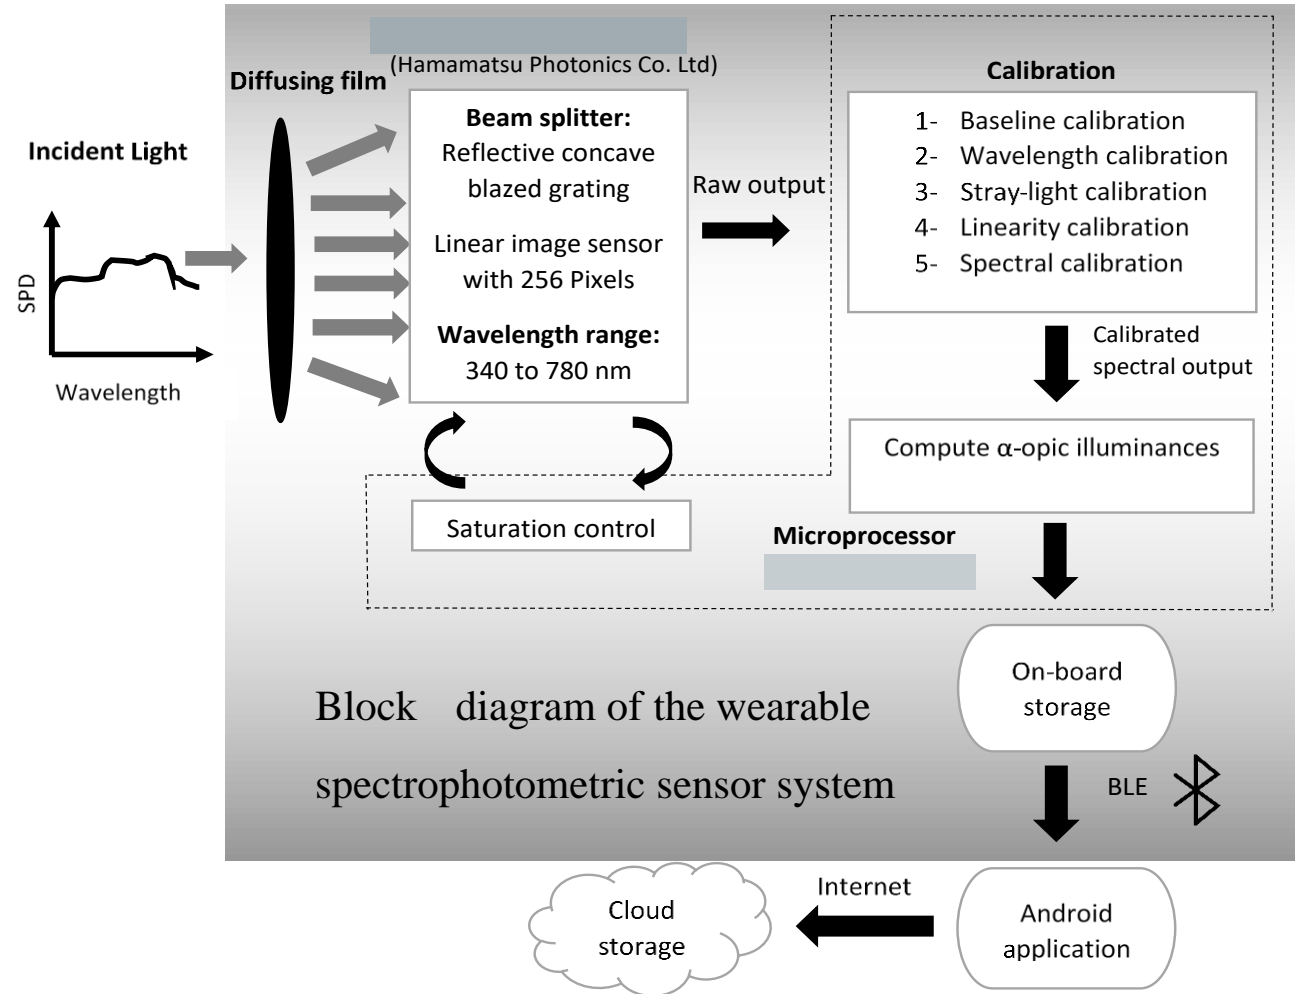 (Hamamatsu Photonics Co. Ltd)
Diffusing film
Incident Light
SPD
Wavelength
Beam splitter:
Reflective concave
blazed grating
Linear image sensor
with 256 Pixels
Wavelength range:
340 to 780 nm
Raw output
Calibration
1- Baseline calibration
2- Wavelength calibration
3- Stray-light calibration
4- Linearity calibration
5- Spectral calibration
Calibrated
spectral output
Compute α-opic illuminances
Saturation control
Microprocessor
On-board
storage
Block diagram of the wearable
spectrophotometric sensor system
BLE
Internet
Cloud
storage
Android
application